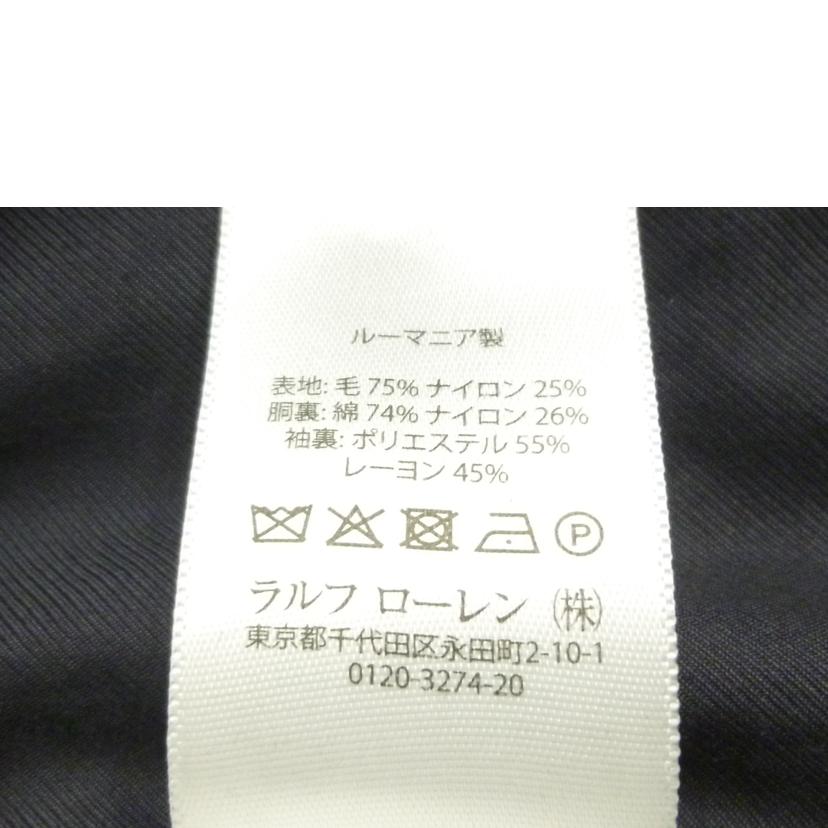 ルーマニア製
表地: 毛 75% ナイロン 25%
胴裏: 綿 74% ナイロン 26%
袖裏: ポリエステル 55%
レーヨン 45%
P
ラルフ ローレン ㈱
東京都千代田区永田町2-10-1
0120-3274-20